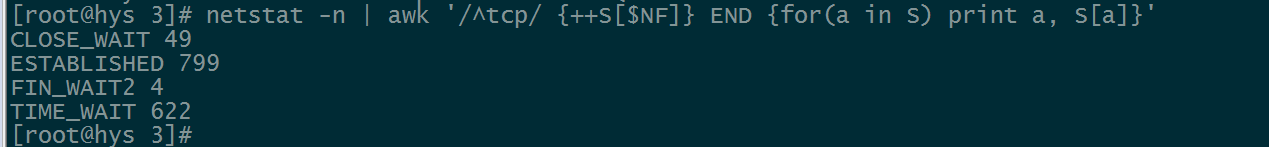 [root@hys 3]# netstat -n | awk '/^tcp/ {++S[$NF]} END {for(a in S) print a, S[a]}'
CLOSE_WAIT 49
ESTABLISHED 799
FIN_WAIT2 4
TIME_WAIT 622
[root@hys 3]#